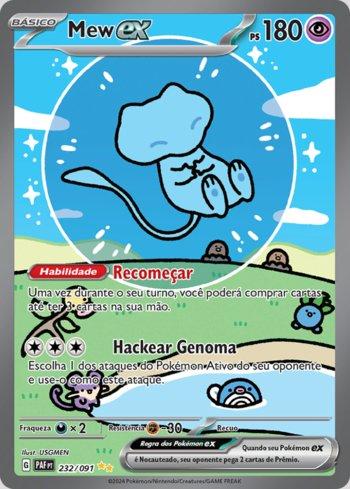 BÁSICO
Mew ex PS 180
Habilidade Recomeçar
Uma vez durante o seu turno, você poderá comprar cartas
até ter 3 cartas na sua mão.
Hackear Genoma
Escolha 1 dos ataques do Pokémon Ativo do seu oponente
e use-o como este ataque.
Fraqueza × 2 Resistência -30 Recuo
Ilust. USGMEN
G PAF PT 232/091
Regra dos Pokémon ex Quando seu Pokémon ex
é Nocauteado, seu oponente pega 2 cartas de Prêmio.
©2024 Pokémon/Nintendo/Creatures/GAME FREAK